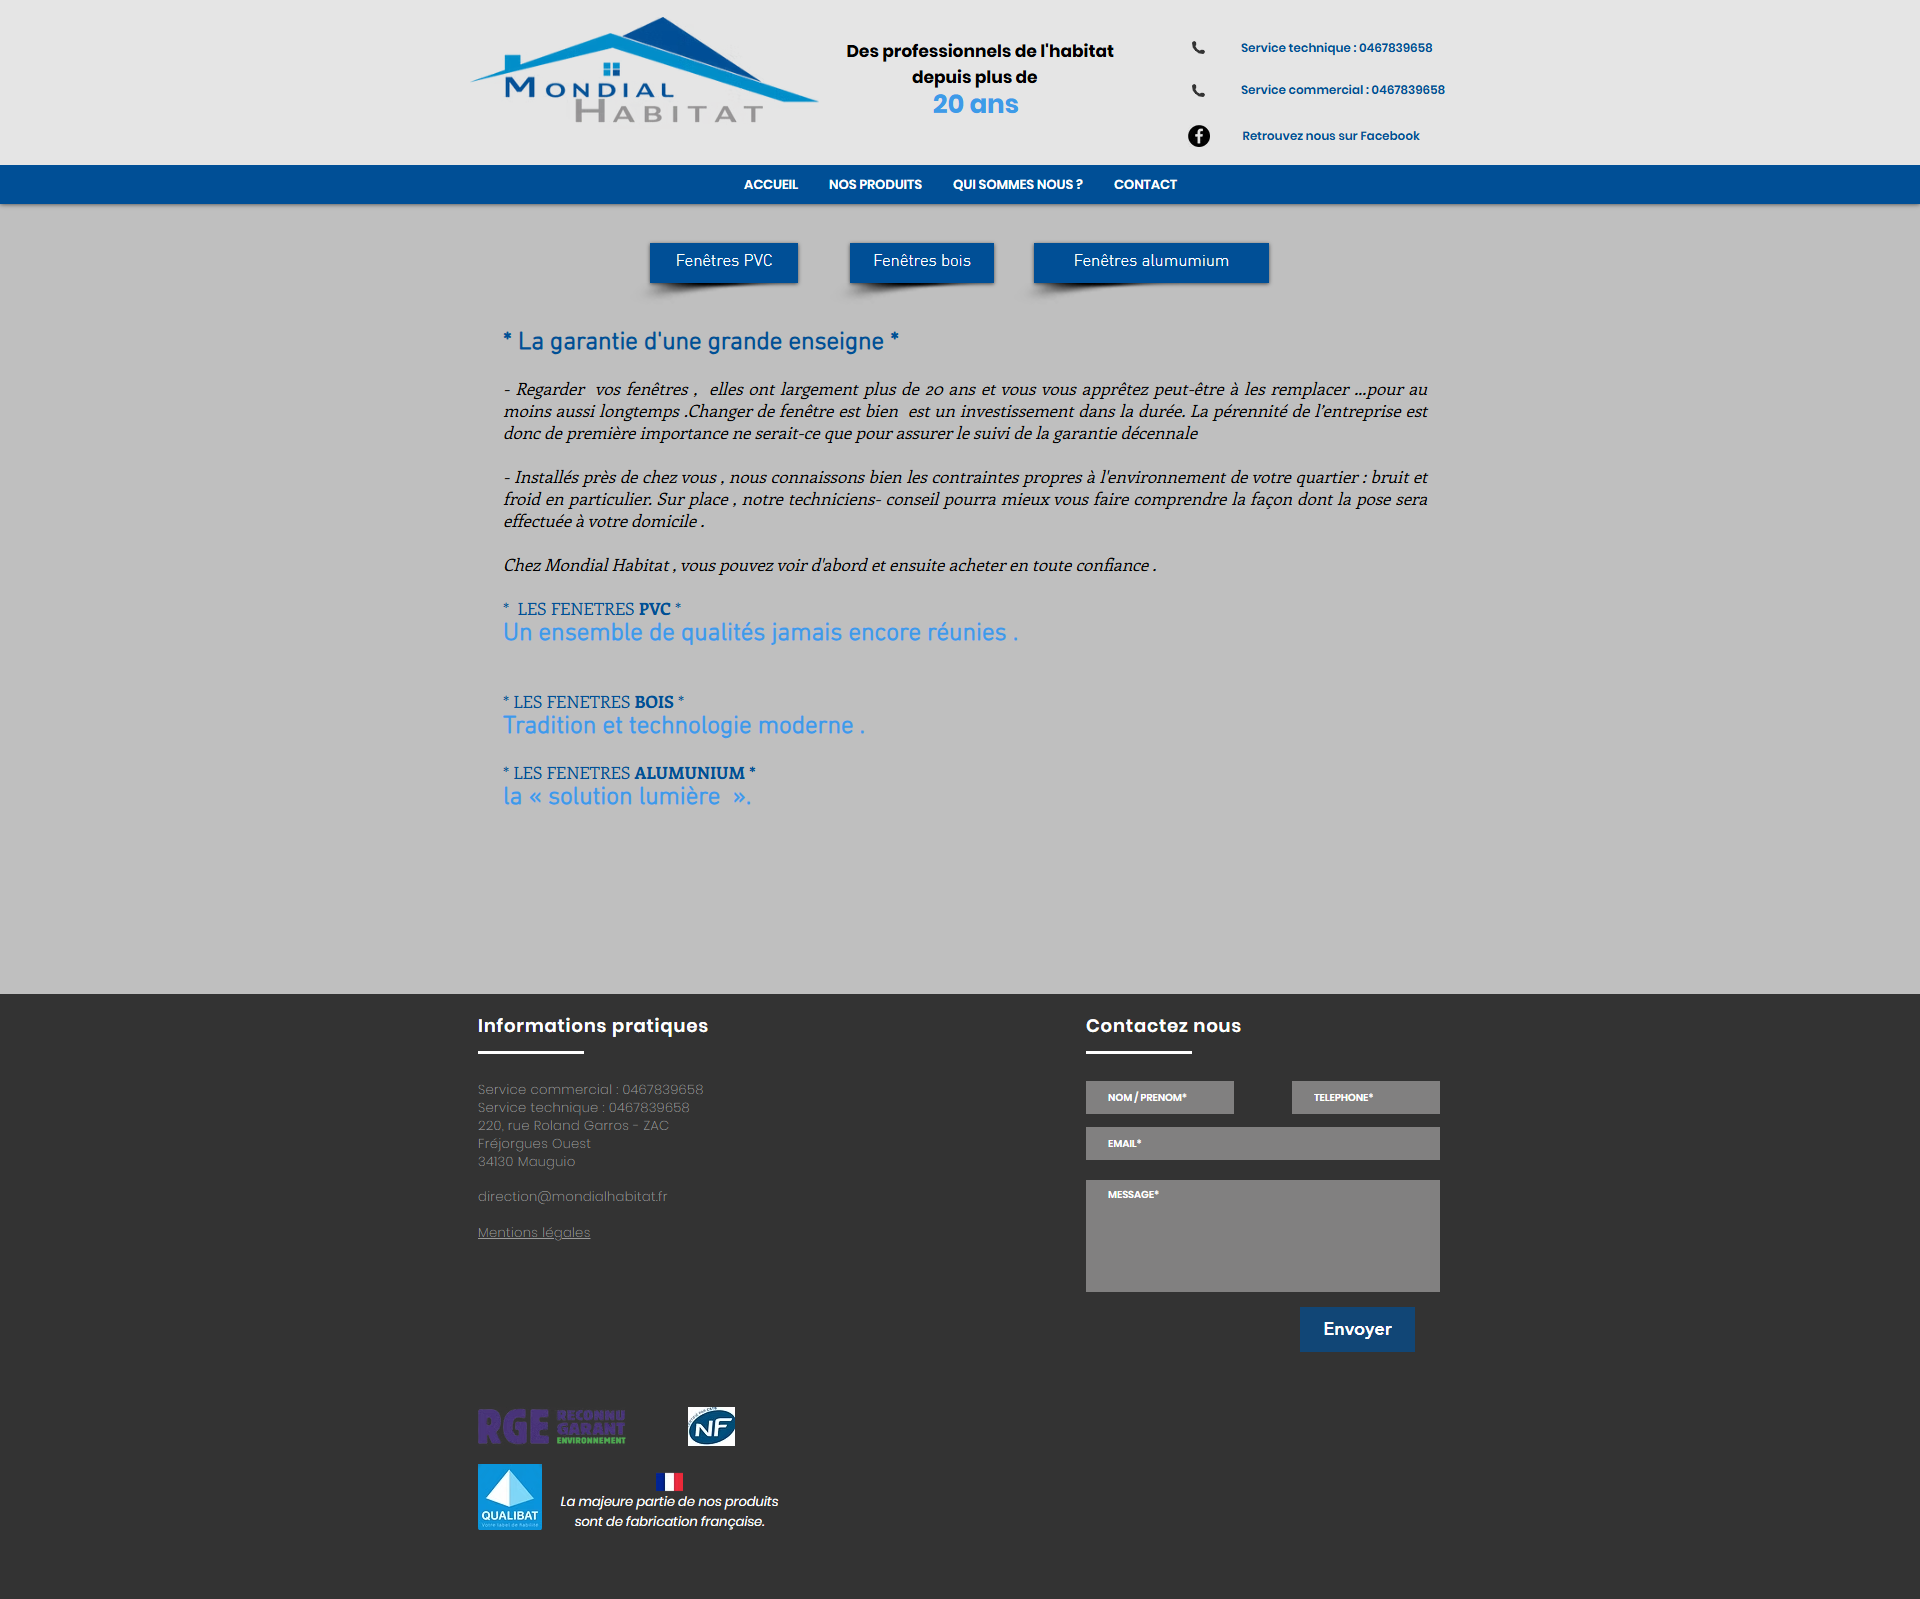 MONDIAL
HABITAT
Des professionnels de l'habitat
depuis plus de
20 ans
Service technique : 0467839658
Service commercial : 0467839658
Retrouvez nous sur Facebook
ACCUEIL NOS PRODUITS QUI SOMMES NOUS ? CONTACT
Fenêtres PVC Fenêtres bois Fenêtres alumumium
* La garantie d'une grande enseigne *
- Regarder vos fenêtres , elles ont largement plus de 20 ans et vous vous apprêtez peut-être à les remplacer ...pour au
moins aussi longtemps .Changer de fenêtre est bien est un investissement dans la durée. La pérennité de l'entreprise est
donc de première importance ne serait-ce que pour assurer le suivi de la garantie décennale
- Installés près de chez vous , nous connaissons bien les contraintes propres à l'environnement de votre quartier : bruit et
froid en particulier. Sur place , notre techniciens- conseil pourra mieux vous faire comprendre la façon dont la pose sera
effectuée à votre domicile .
Chez Mondial Habitat , vous pouvez voir d'abord et ensuite acheter en toute confiance .
* LES FENETRES PVC *
Un ensemble de qualités jamais encore réunies .
* LES FENETRES BOIS *
Tradition et technologie moderne .
* LES FENETRES ALUMUNIUM *
la « solution lumière ».
Informations pratiques
Service commercial : 0467839658
Service technique : 0467839658
220, rue Roland Garros - ZAC
Fréjorgues Ouest
34130 Mauguio
direction@mondialhabitat.fr
Mentions légales
Contactez nous
NOM / PRENOM* TELEPHONE*
EMAIL*
MESSAGE*
Envoyer
RGE RECONNU
GARANT
ENVIRONNEMENT
NF
QUALIBAT
La majeure partie de nos produits
sont de fabrication française.